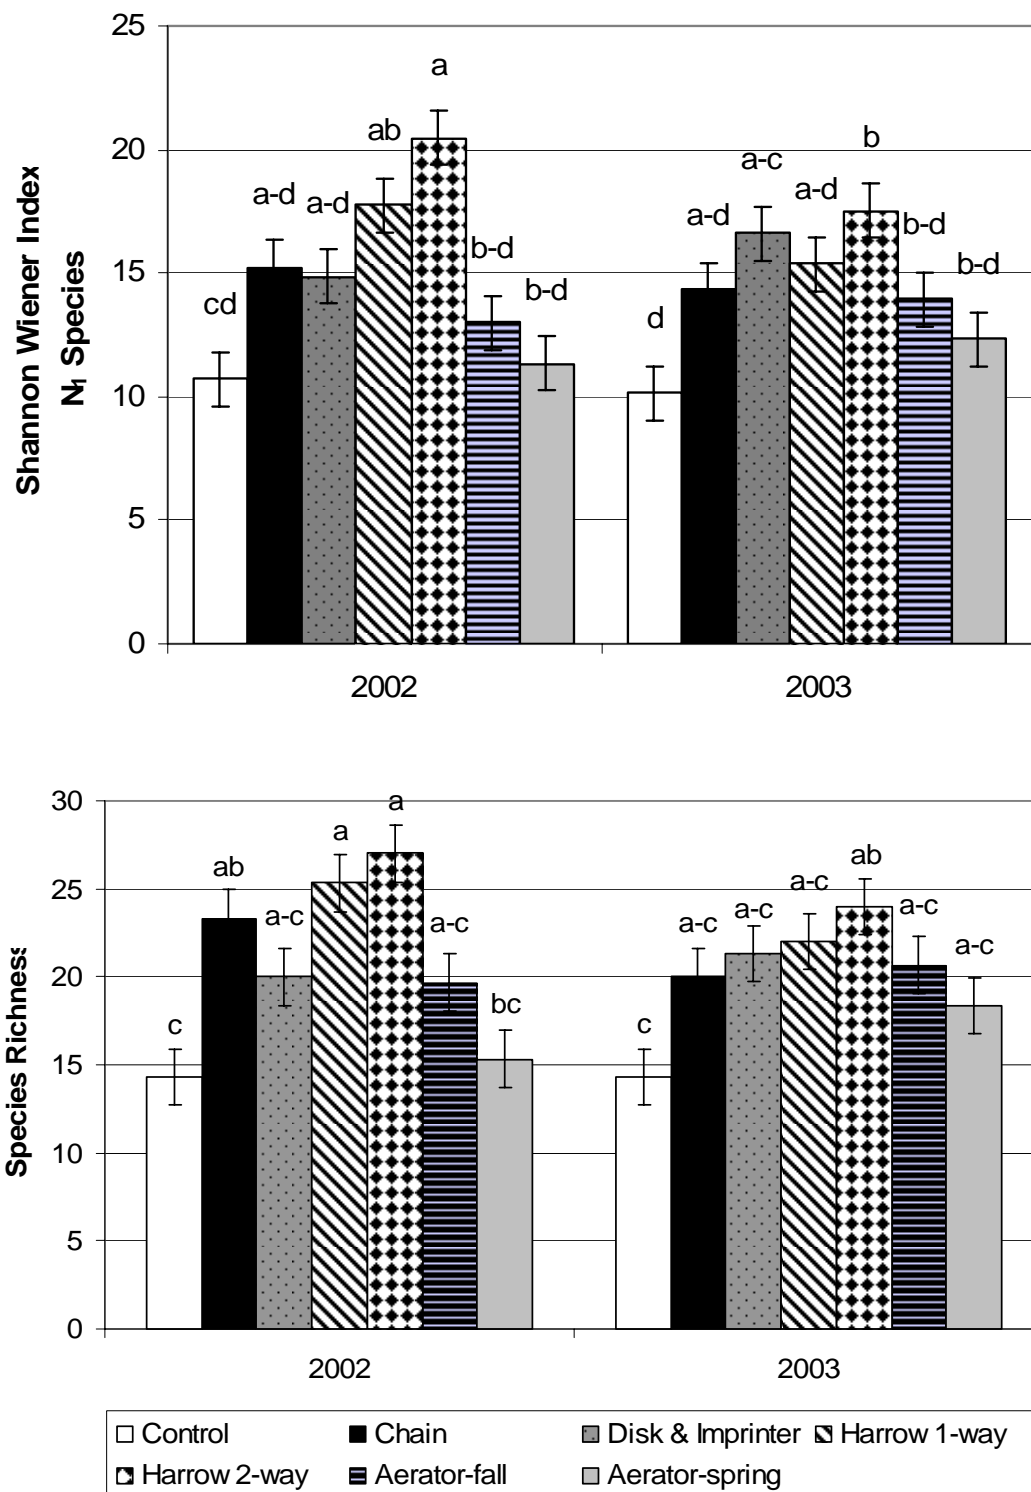 25
a
20
ab
b
a-c
a-d
a-d
a-d
a-d
b-d
b-d
15
b-d
b-d
cd
d
10
5
0
2002
2003
Shannon Wiener Index
N1 Species
30
a
a
25
ab
ab
a-c
a-c
a-c
a-c
a-c
a-c
a-c
20
bc
c
c
15
10
5
0
2002
2003
Species Richness
Control
Chain
Disk & Imprinter
Harrow 1-way
Harrow 2-way
Aerator-fall
Aerator-spring